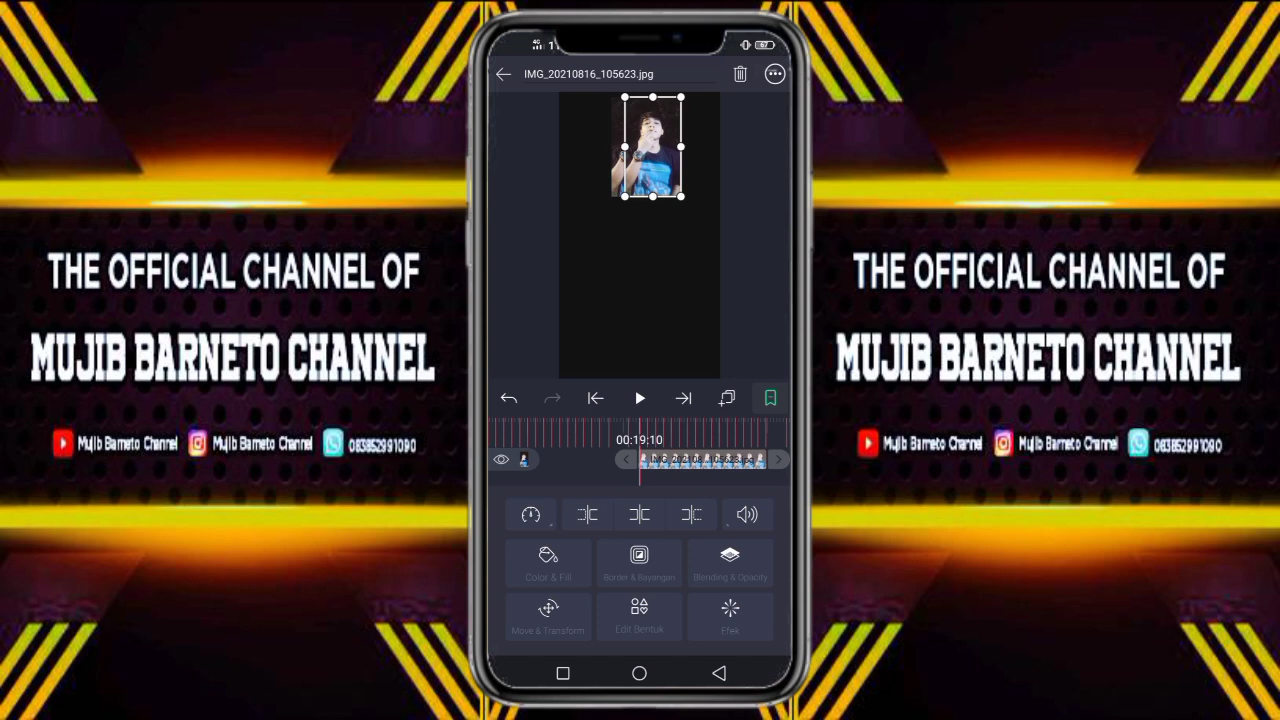 4G
67
IMG_20210816_105623.jpg
THE OFFICIAL CHANNEL OF
MUJIB BARNETO CHANNEL
Mujib Barneto Channel
Mujib Barneto Channel
083852991090
00:19:10
Color & Fill
Border & Bayangan
Blending & Opacity
Move & Transform
Edit Bentuk
Efek
THE OFFICIAL CHANNEL OF
MUJIB BARNETO CHANNEL
Mujib Barneto Channel
Mujib Barneto Channel
083852991090